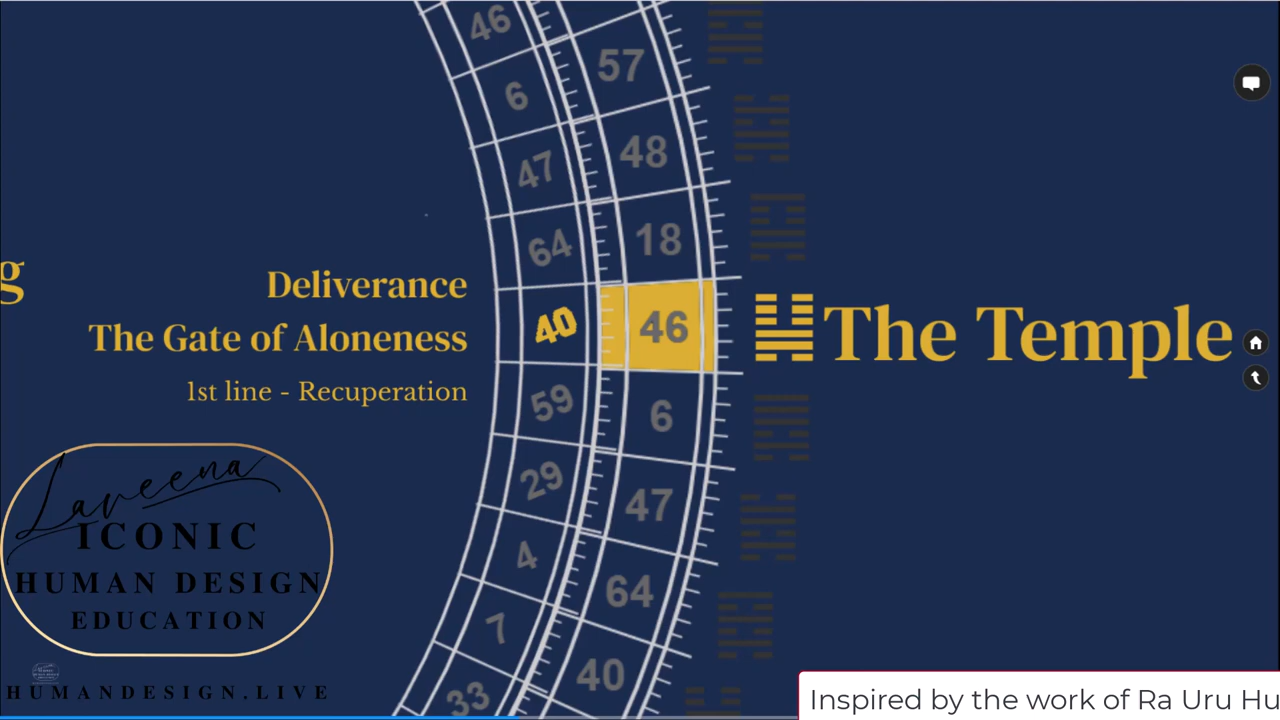 46
57
6
48
47
18
64
g
Deliverance
40
46
The Temple
The Gate of Aloneness
1st line - Recuperation
59
6
29
47
Laveena
ICONIC
HUMAN DESIGN
EDUCATION
4
64
7
40
33
HUMANDESIGN.LIVE
Inspired by the work of Ra Uru Hu